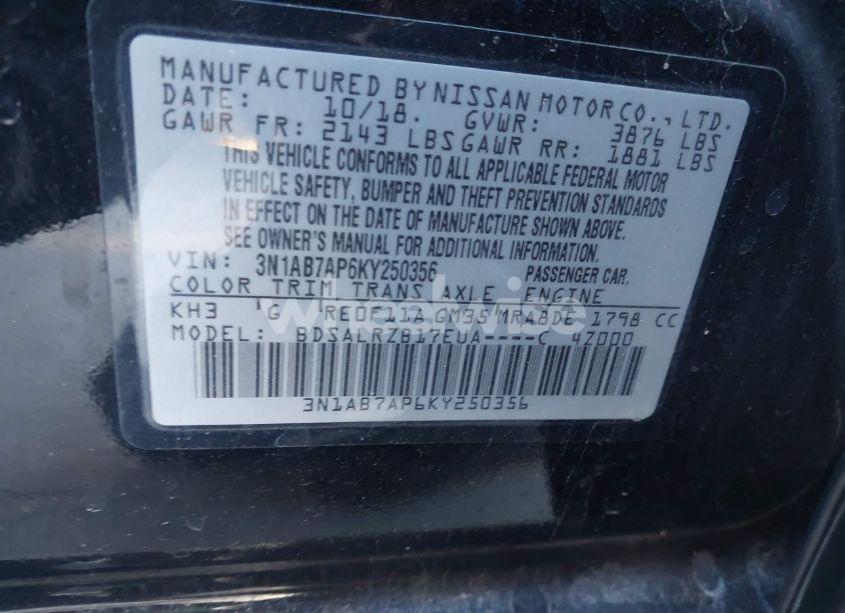 MANUFACTURED BY NISSAN MOTOR CO., LTD.
DATE: 10/18. GVWR: 3876 LBS
GAWR FR: 2143 LBS GAWR RR: 1881 LBS
THIS VEHICLE CONFORMS TO ALL APPLICABLE FEDERAL MOTOR
VEHICLE SAFETY, BUMPER AND THEFT PREVENTION STANDARDS
IN EFFECT ON THE DATE OF MANUFACTURE SHOWN ABOVE.
SEE OWNER'S MANUAL FOR ADDITIONAL INFORMATION.
VIN: 3N1AB7AP6KY250356 PASSENGER CAR.
COLOR TRIM TRANS AXLE ENGINE
KH3 G RE0F11A GM35 MR48DE 1798 CC
MODEL: BDSALRZB17EUA----C 4Z000
3N1AB7AP6KY250356
wheelwire